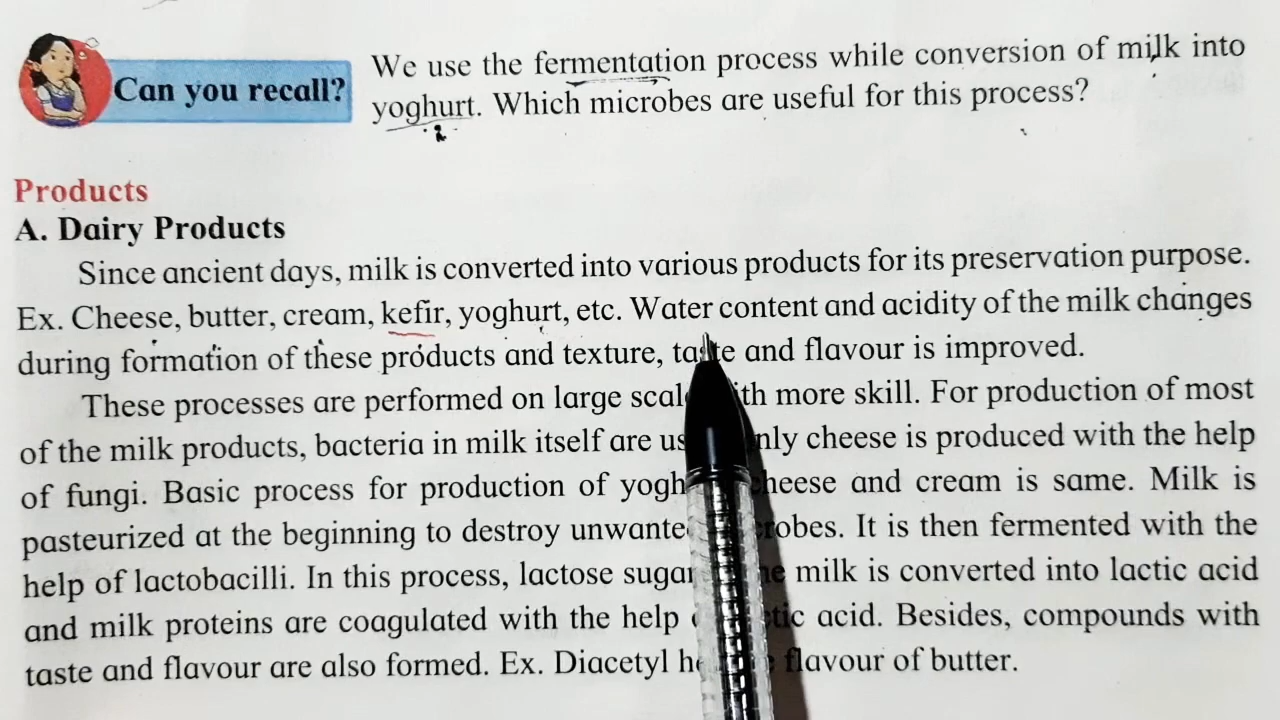 Can you recall?
We use the fermentation process while conversion of milk into
yoghurt. Which microbes are useful for this process?
Products
A. Dairy Products
Since ancient days, milk is converted into various products for its preservation purpose.
Ex. Cheese, butter, cream, kefir, yoghurt, etc. Water content and acidity of the milk changes
during formation of these products and texture, taste and flavour is improved.
These processes are performed on large scale with more skill. For production of most
of the milk products, bacteria in milk itself are cheese is produced with the help
of fungi. Basic process for production of cheese and cream is same. Milk is
pasteurized at the beginning to destroy unwanted microbes. It is then fermented with the
help of lactobacilli. In this process, lactose sugar milk is converted into lactic acid
and milk proteins are coagulated with the help lactic acid. Besides, compounds with
taste and flavour are also formed. Ex. Diacetyl flavour of butter.